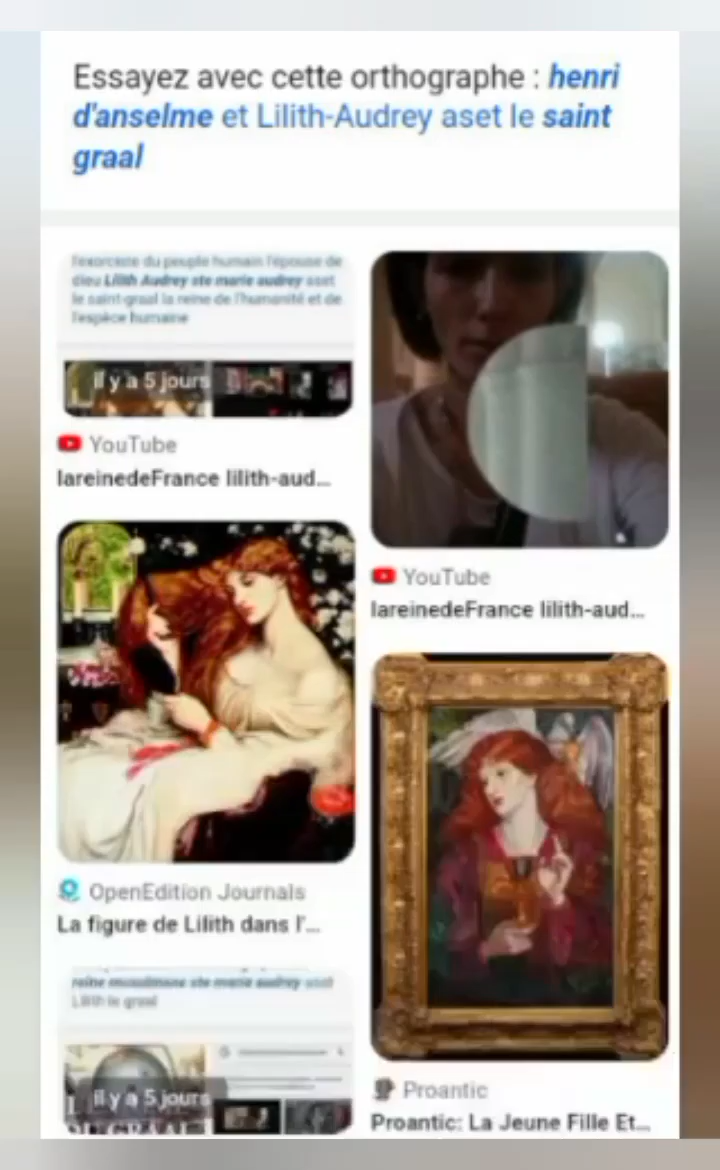 Essayez avec cette orthographe : henri
d'anselme et Lilith-Audrey aset le saint
graal
l'exorciste du peuple humain l'épouse de
dieu Lilith Audrey ste marie audrey
le saint-graal la reine de l'humanité et de
l'espèce humaine
Il y a 5 jours
YouTube
lareinedeFrance lilith-aud...
YouTube
lareinedeFrance lilith-aud...
OpenEdition Journals
La figure de Lilith dans l'...
reine musulmane ste marie audrey
Lilith le graal
Il y a 5 jours
DU GRAAL
Proantic
Proantic: La Jeune Fille Et...